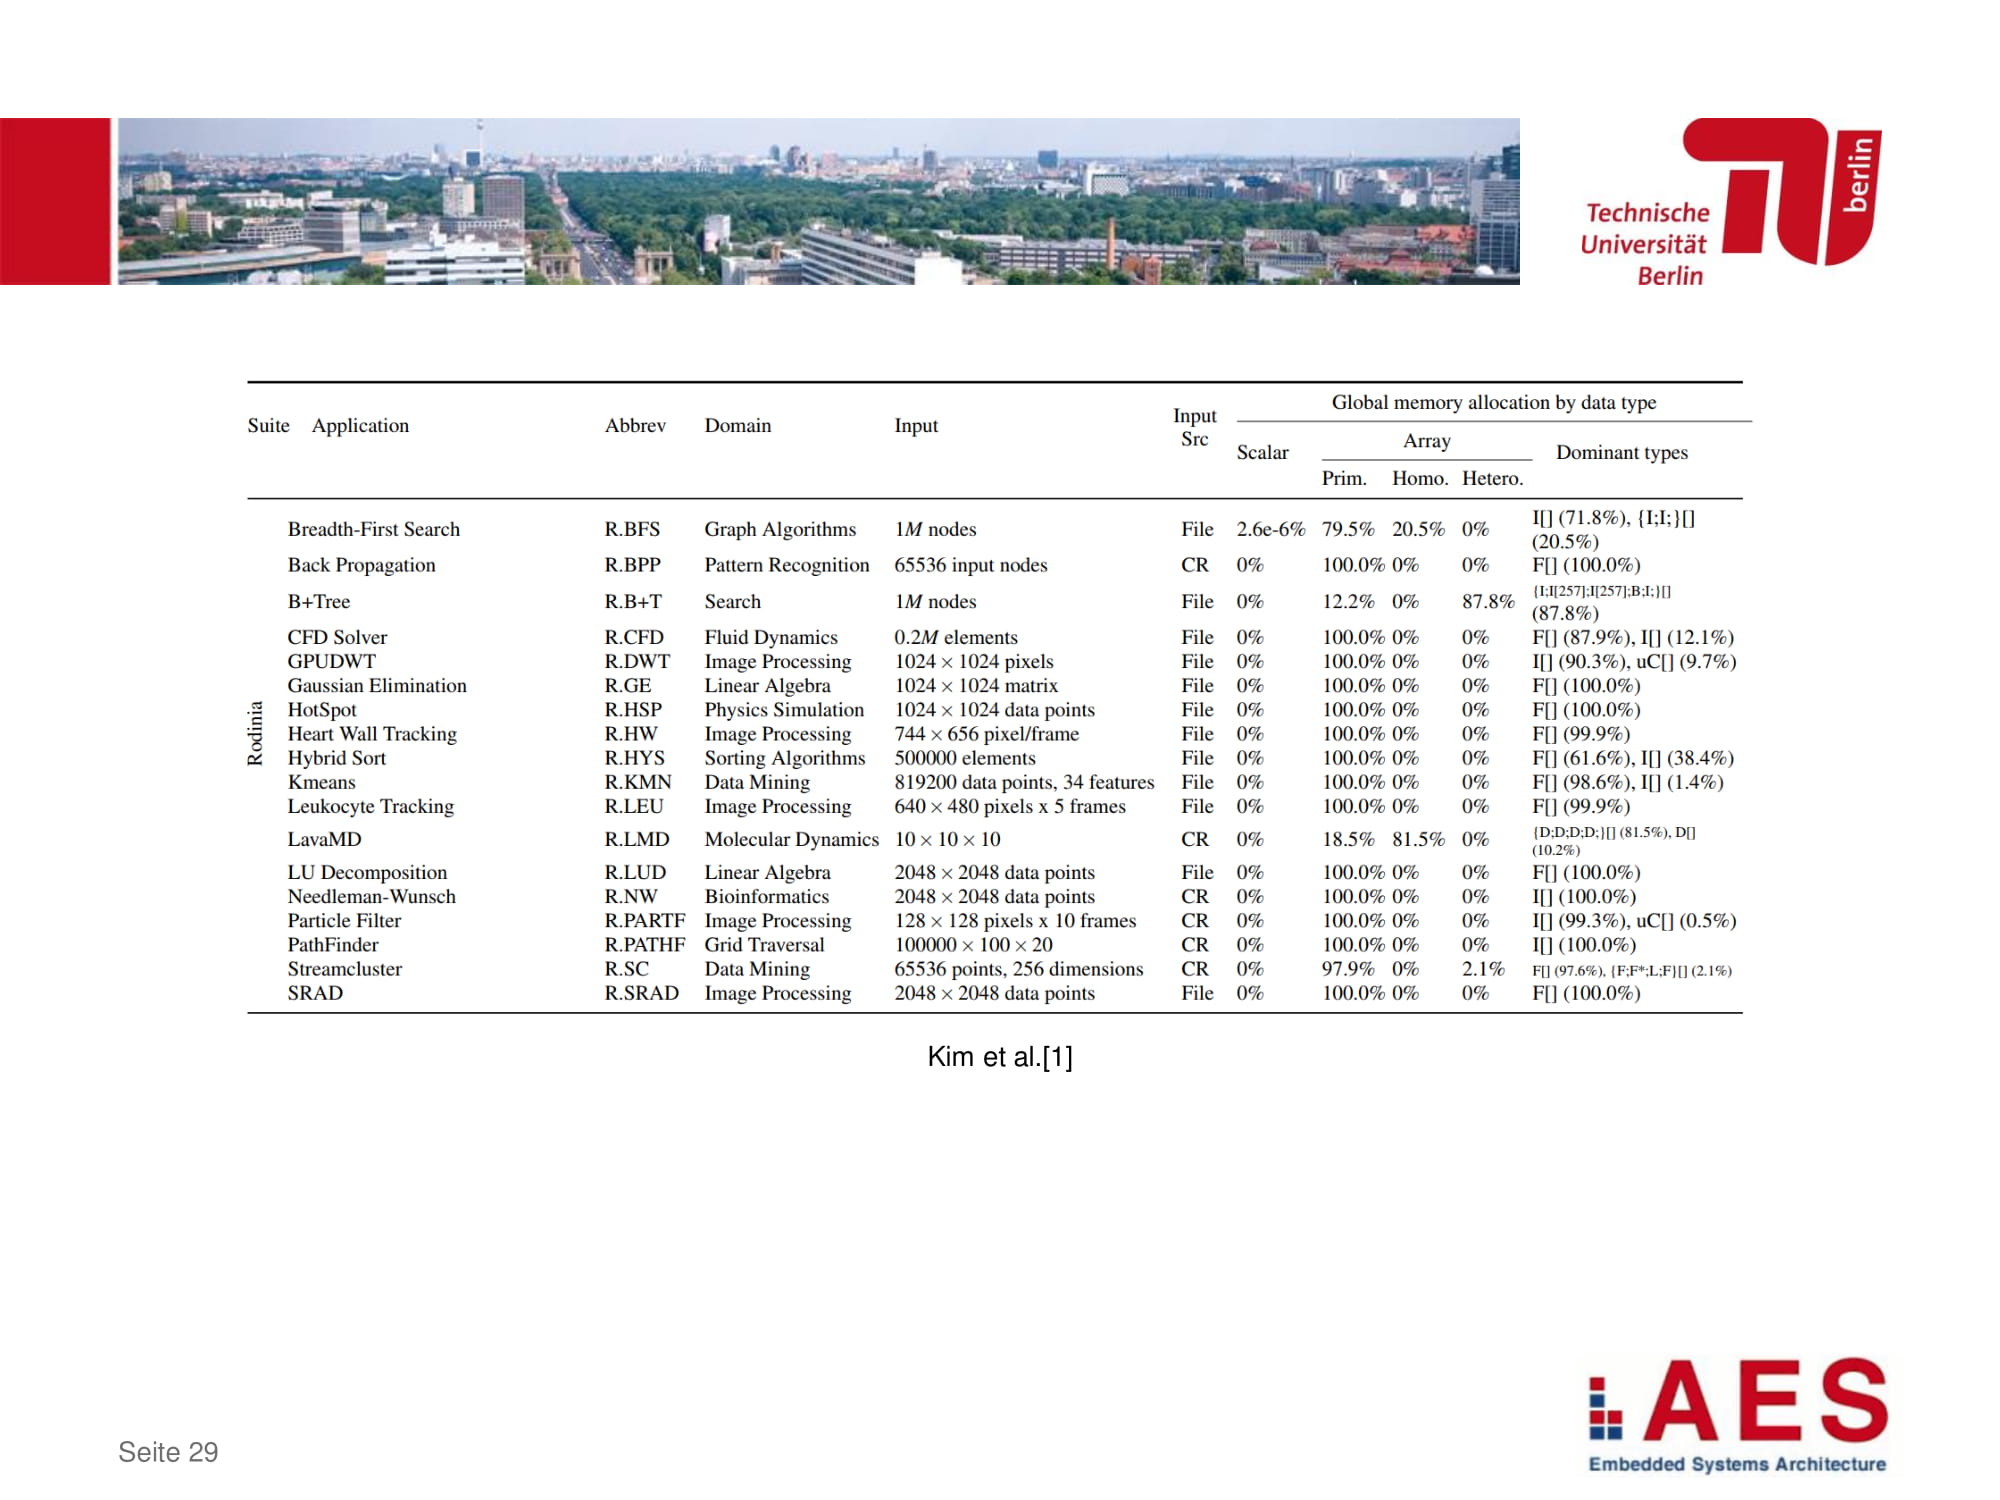 berlin
Technische
Universität
Berlin
Suite Application Abbrev Domain Input Input Src Global memory allocation by data type
Scalar Array Dominant types
Prim. Homo. Hetero.
Rodinia
Breadth-First Search R.BFS Graph Algorithms 1M nodes File 2.6e-6% 79.5% 20.5% 0% I[] (71.8%), {I;I;}[] (20.5%)
Back Propagation R.BPP Pattern Recognition 65536 input nodes CR 0% 100.0% 0% 0% F[] (100.0%)
B+Tree R.B+T Search 1M nodes File 0% 12.2% 0% 87.8% {I;I[257];I[257];B;I;}[] (87.8%)
CFD Solver R.CFD Fluid Dynamics 0.2M elements File 0% 100.0% 0% 0% F[] (87.9%), I[] (12.1%)
GPUDWT R.DWT Image Processing 1024 × 1024 pixels File 0% 100.0% 0% 0% I[] (90.3%), uC[] (9.7%)
Gaussian Elimination R.GE Linear Algebra 1024 × 1024 matrix File 0% 100.0% 0% 0% F[] (100.0%)
HotSpot R.HSP Physics Simulation 1024 × 1024 data points File 0% 100.0% 0% 0% F[] (100.0%)
Heart Wall Tracking R.HW Image Processing 744 × 656 pixel/frame File 0% 100.0% 0% 0% F[] (99.9%)
Hybrid Sort R.HYS Sorting Algorithms 500000 elements File 0% 100.0% 0% 0% F[] (61.6%), I[] (38.4%)
Kmeans R.KMN Data Mining 819200 data points, 34 features File 0% 100.0% 0% 0% F[] (98.6%), I[] (1.4%)
Leukocyte Tracking R.LEU Image Processing 640 × 480 pixels x 5 frames File 0% 100.0% 0% 0% F[] (99.9%)
LavaMD R.LMD Molecular Dynamics 10 × 10 × 10 CR 0% 18.5% 81.5% 0% {D;D;D;D;}[] (81.5%), D[] (10.2%)
LU Decomposition R.LUD Linear Algebra 2048 × 2048 data points File 0% 100.0% 0% 0% F[] (100.0%)
Needleman-Wunsch R.NW Bioinformatics 2048 × 2048 data points CR 0% 100.0% 0% 0% I[] (100.0%)
Particle Filter R.PARTF Image Processing 128 × 128 pixels x 10 frames CR 0% 100.0% 0% 0% I[] (99.3%), uC[] (0.5%)
PathFinder R.PATHF Grid Traversal 100000 × 100 × 20 CR 0% 100.0% 0% 0% I[] (100.0%)
Streamcluster R.SC Data Mining 65536 points, 256 dimensions CR 0% 97.9% 0% 2.1% F[] (97.6%), {F;F*;L;F}[] (2.1%)
SRAD R.SRAD Image Processing 2048 × 2048 data points File 0% 100.0% 0% 0% F[] (100.0%)
Kim et al.[1]
Seite 29
AES
Embedded Systems Architecture